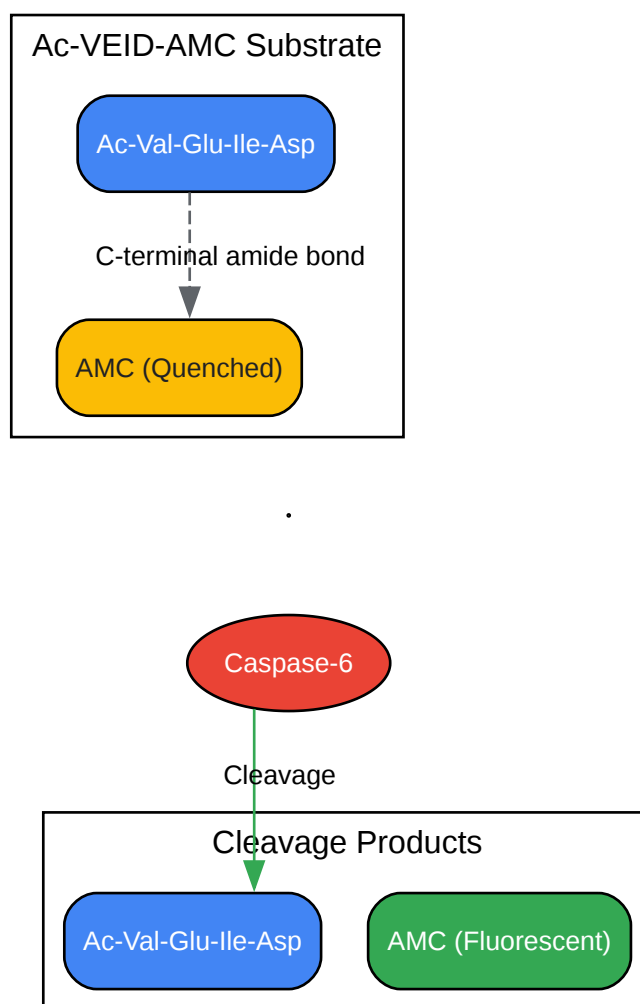 Ac-VEID-AMC Substrate
Ac-Val-Glu-Ile-Asp
C-terminal amide bond
AMC (Quenched)
.
Caspase-6
Cleavage
Cleavage Products
Ac-Val-Glu-Ile-Asp
AMC (Fluorescent)